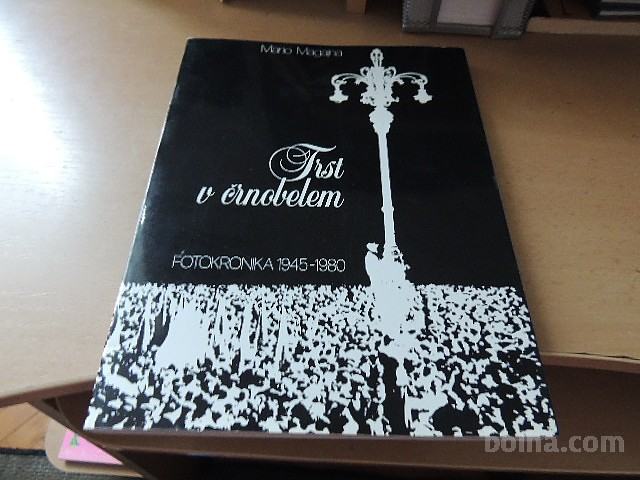 Mario Magajna
Trst
v črnobelem
FOTOKRONIKA 1945-1980
bolha.com